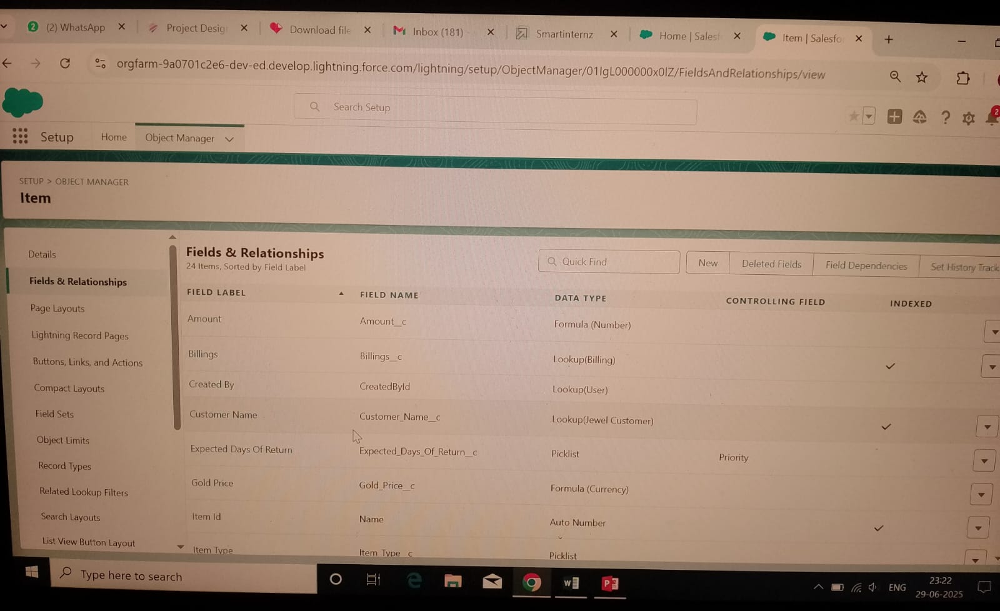 2 (2) WhatsApp
Project Desig
Download file
Inbox (181) -
Smartinternz
Home | Salesf
Item | Salesfo
orgfarm-9a0701c2e6-dev-ed.develop.lightning.force.com/lightning/setup/ObjectManager/01IgL000000x0lZ/FieldsAndRelationships/view
Search Setup
2
Setup Home Object Manager
SETUP > OBJECT MANAGER
Item
Details
Fields & Relationships
Page Layouts
Lightning Record Pages
Buttons, Links, and Actions
Compact Layouts
Field Sets
Object Limits
Record Types
Related Lookup Filters
Search Layouts
List View Button Layout
Fields & Relationships
24 Items, Sorted by Field Label
Quick Find
New
Deleted Fields
Field Dependencies
Set History Track
FIELD LABEL FIELD NAME DATA TYPE CONTROLLING FIELD INDEXED
Amount Amount__c Formula (Number)
Billings Billings__c Lookup(Billing)
Created By CreatedById Lookup(User)
Customer Name Customer_Name__c Lookup(Jewel Customer)
Expected Days Of Return Expected_Days_Of_Return__c Picklist Priority
Gold Price Gold_Price__c Formula (Currency)
Item Id Name Auto Number
Item Type Item_Type__c Picklist
Type here to search
ENG
23:22
29-06-2025